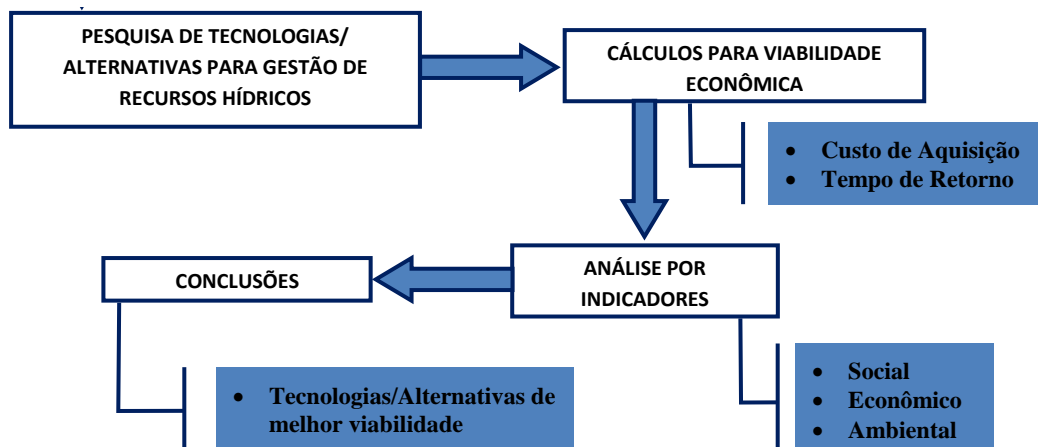 PESQUISA DE TECNOLOGIAS/
ALTERNATIVAS PARA GESTÃO DE
RECURSOS HÍDRICOS
CÁLCULOS PARA VIABILIDADE
ECONÔMICA
• Custo de Aquisição
• Tempo de Retorno
ANÁLISE POR
INDICADORES
• Social
• Econômico
• Ambiental
CONCLUSÕES
• Tecnologias/Alternativas de
melhor viabilidade